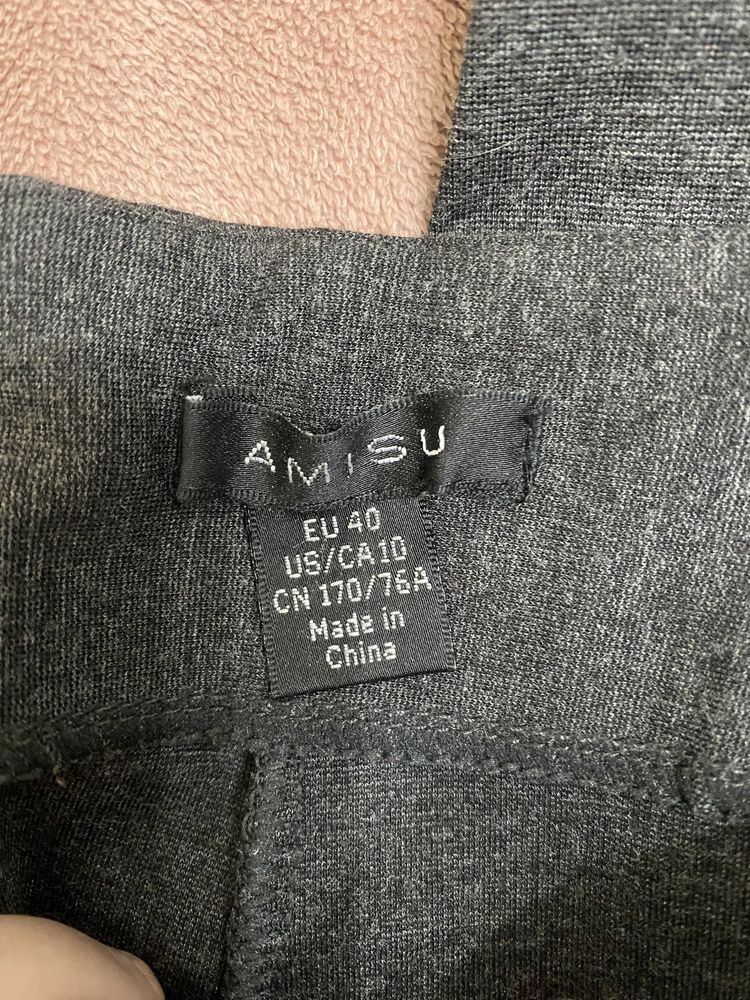 AMISU
EU 40
US/CA 10
CN 170/76A
Made in
China